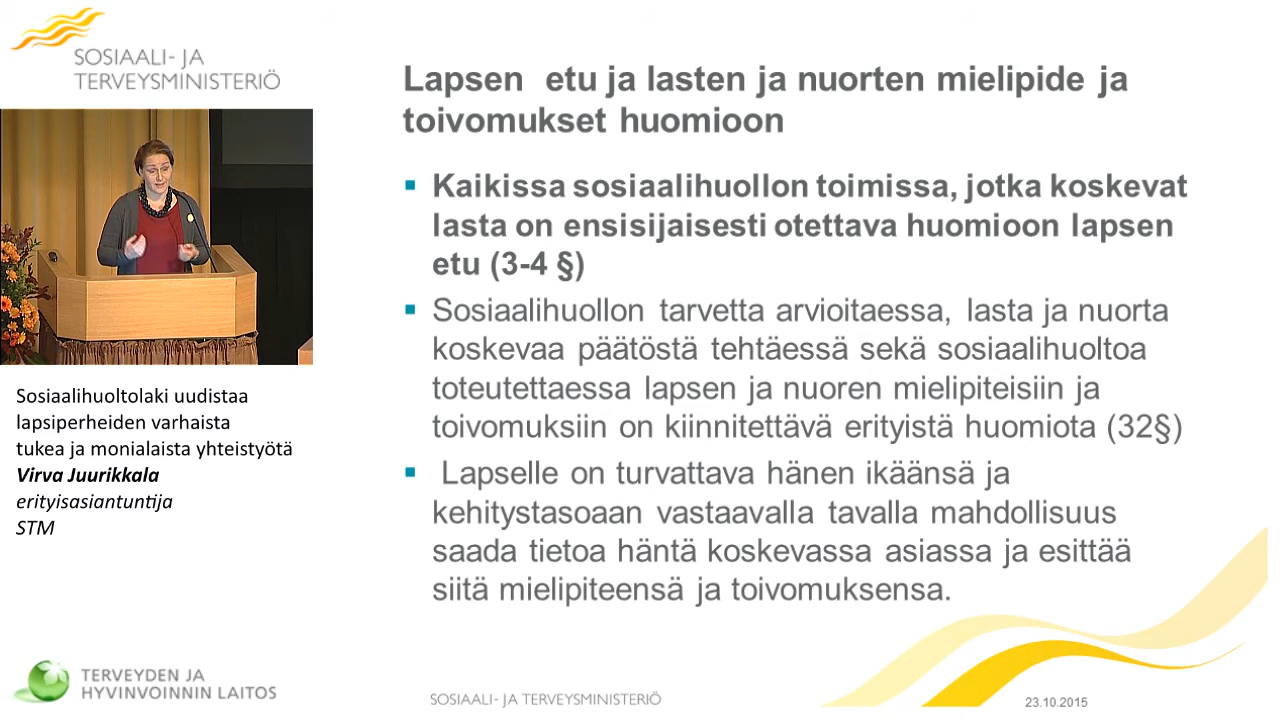 SOSIAALI- JA
TERVEYSMINISTERIÖ
Lapsen etu ja lasten ja nuorten mielipide ja
toivomukset huomioon
Kaikissa sosiaalihuollon toimissa, jotka koskevat
lasta on ensisijaisesti otettava huomioon lapsen
etu (3-4 §)
Sosiaalihuollon tarvetta arvioitaessa, lasta ja nuorta
koskevaa päätöstä tehtäessä sekä sosiaalihuoltoa
toteutettaessa lapsen ja nuoren mielipiteisiin ja
toivomuksiin on kiinnitettävä erityistä huomiota (32§)
Lapselle on turvattava hänen ikäänsä ja
kehitystasoaan vastaavalla tavalla mahdollisuus
saada tietoa häntä koskevassa asiassa ja esittää
siitä mielipiteensä ja toivomuksensa.
Sosiaalihuoltolaki uudistaa
lapsiperheiden varhaista
tukea ja monialaista yhteistyötä
Virva Juurikkala
erityisasiantuntija
STM
TERVEYDEN JA
HYVINVOINNIN LAITOS
SOSIAALI- JA TERVEYSMINISTERIÖ
23.10.2015